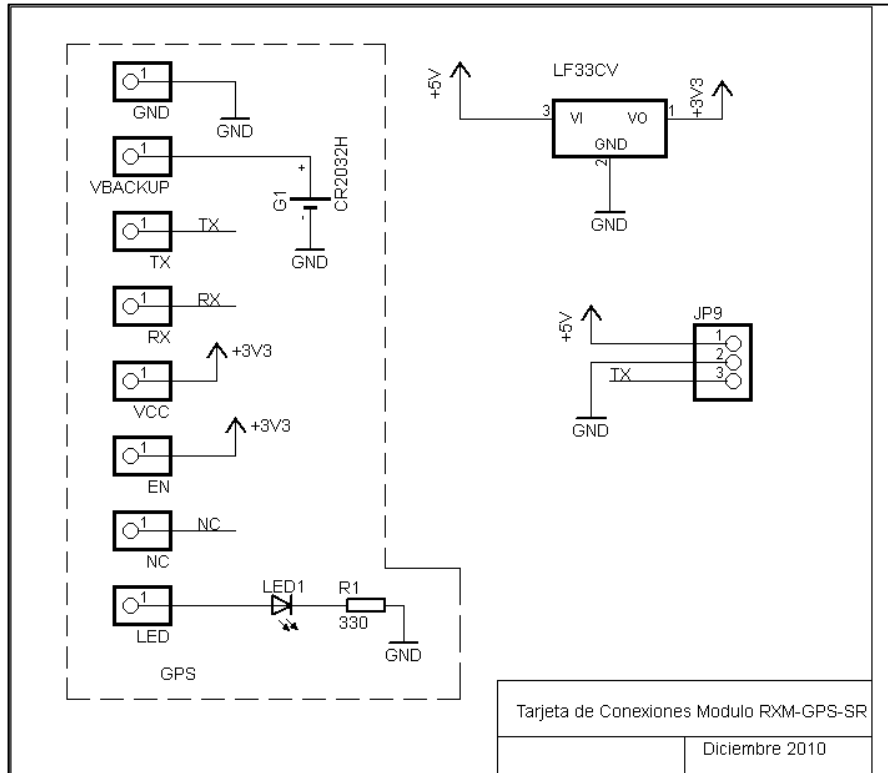 1
GND
GND
1
VBACKUP
+
G1
-
CR2032H
GND
1
TX
TX
1
RX
RX
1
+3V3
VCC
1
+3V3
EN
1
NC
NC
1
LED1
R1
330
LED
GND
GPS
LF33CV
+5V
3
VI
VO
1
+3V3
GND
2
GND
JP9
+5V
1
2
TX
3
GND
Tarjeta de Conexiones Modulo RXM-GPS-SR
Diciembre 2010